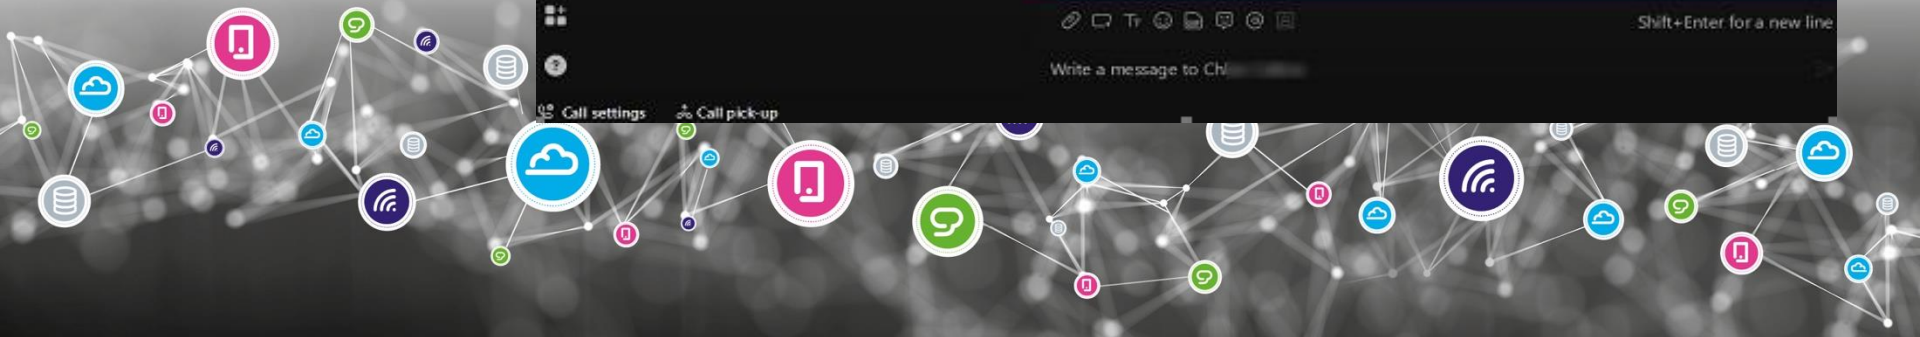 Shift+Enter for a new line
Write a message to
Call settings
Call pick-up